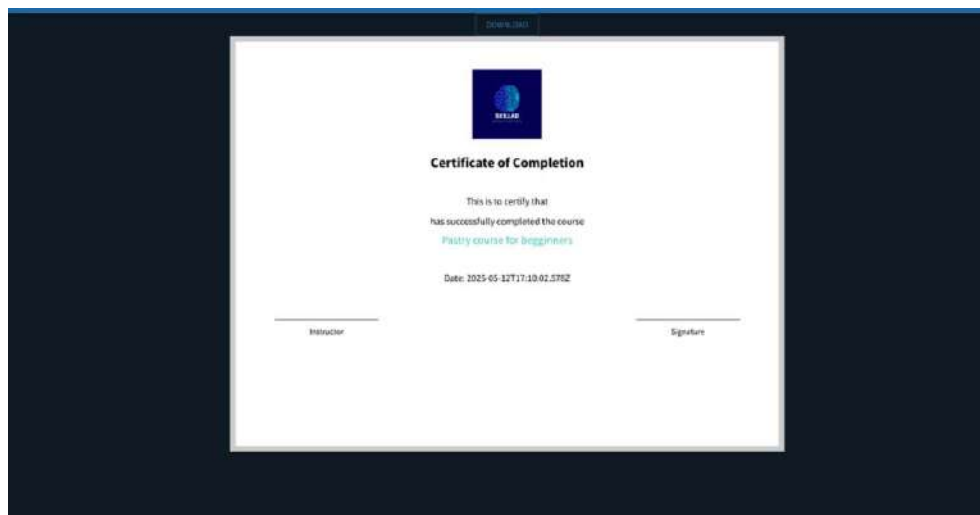 DOWNLOAD
SKILLAB
Certificate of Completion
This is to certify that
has successfully completed the course
Pastry course for begginners
Date: 2025-05-12T17:10:02.578Z
Instructor
Signature